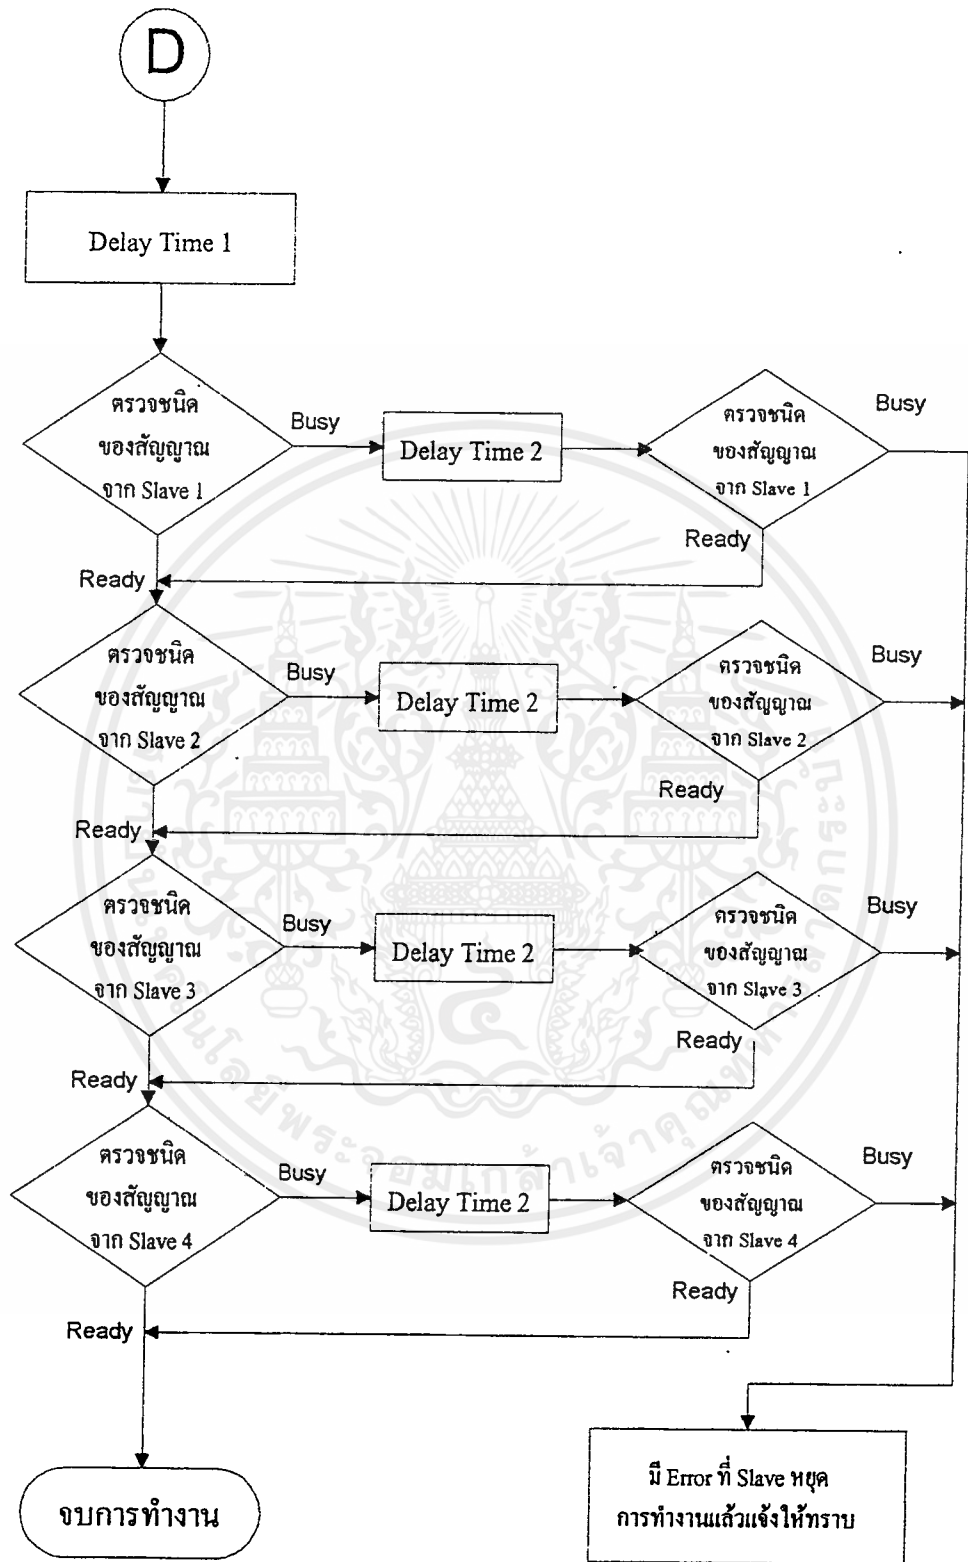 D
Delay Time 1
ตรวจชนิด
ของสัญญาณ
จาก Slave 1
Busy
Delay Time 2
ตรวจชนิด
ของสัญญาณ
จาก Slave 1
Busy
Ready
Ready
ตรวจชนิด
ของสัญญาณ
จาก Slave 2
Busy
Delay Time 2
ตรวจชนิด
ของสัญญาณ
จาก Slave 2
Busy
Ready
Ready
ตรวจชนิด
ของสัญญาณ
จาก Slave 3
Busy
Delay Time 2
ตรวจชนิด
ของสัญญาณ
จาก Slave 3
Busy
Ready
Ready
ตรวจชนิด
ของสัญญาณ
จาก Slave 4
Busy
Delay Time 2
ตรวจชนิด
ของสัญญาณ
จาก Slave 4
Busy
Ready
Ready
จบการทำงาน
มี Error ที่ Slave หยุด
การทำงานแล้วแจ้งให้ทราบ